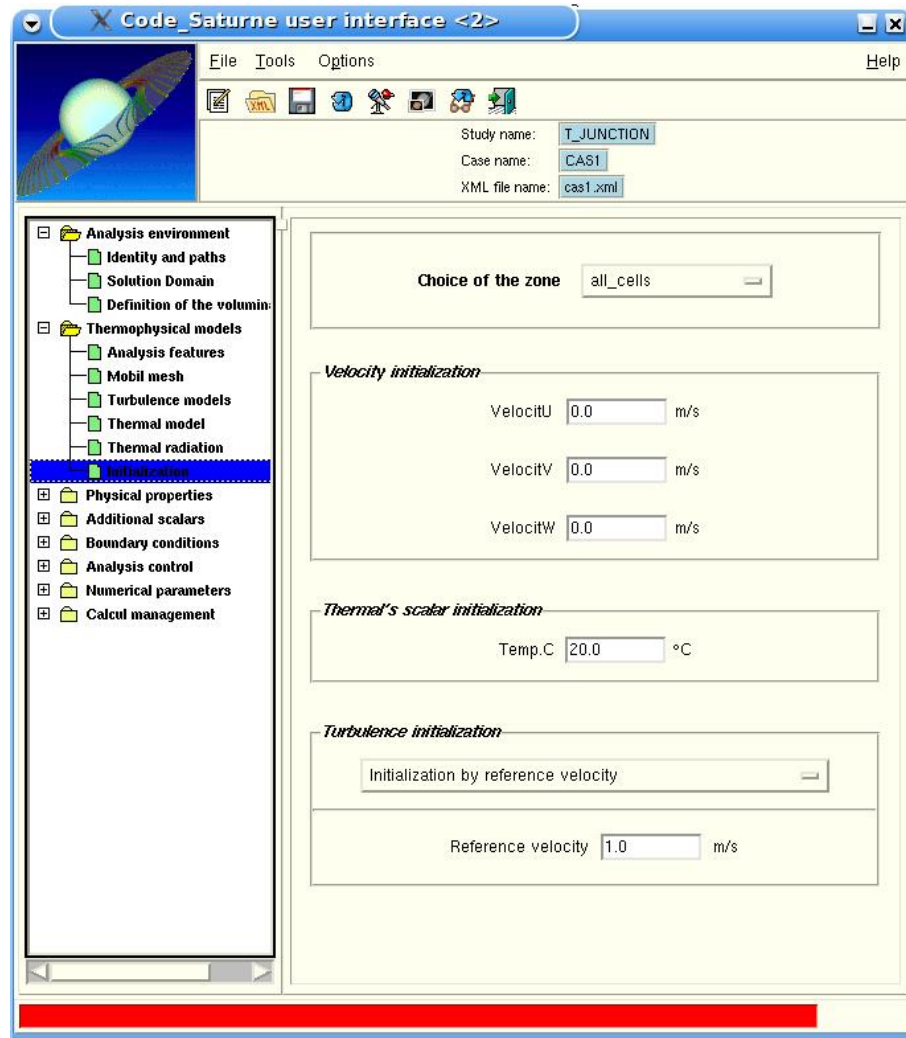 X Code_Saturne user interface <2>
File Tools Options Help
Study name: T_JUNCTION
Case name: CAS1
XML file name: cas1.xml
Analysis environment
Identity and paths
Solution Domain
Definition of the volumin
Thermophysical models
Analysis features
Mobil mesh
Turbulence models
Thermal model
Thermal radiation
Initialization
Physical properties
Additional scalars
Boundary conditions
Analysis control
Numerical parameters
Calcul management
Choice of the zone all_cells
Velocity initialization
VelocitU 0.0 m/s
VelocitV 0.0 m/s
VelocitW 0.0 m/s
Thermal's scalar initialization
Temp.C 20.0 °C
Turbulence initialization
Initialization by reference velocity
Reference velocity 1.0 m/s